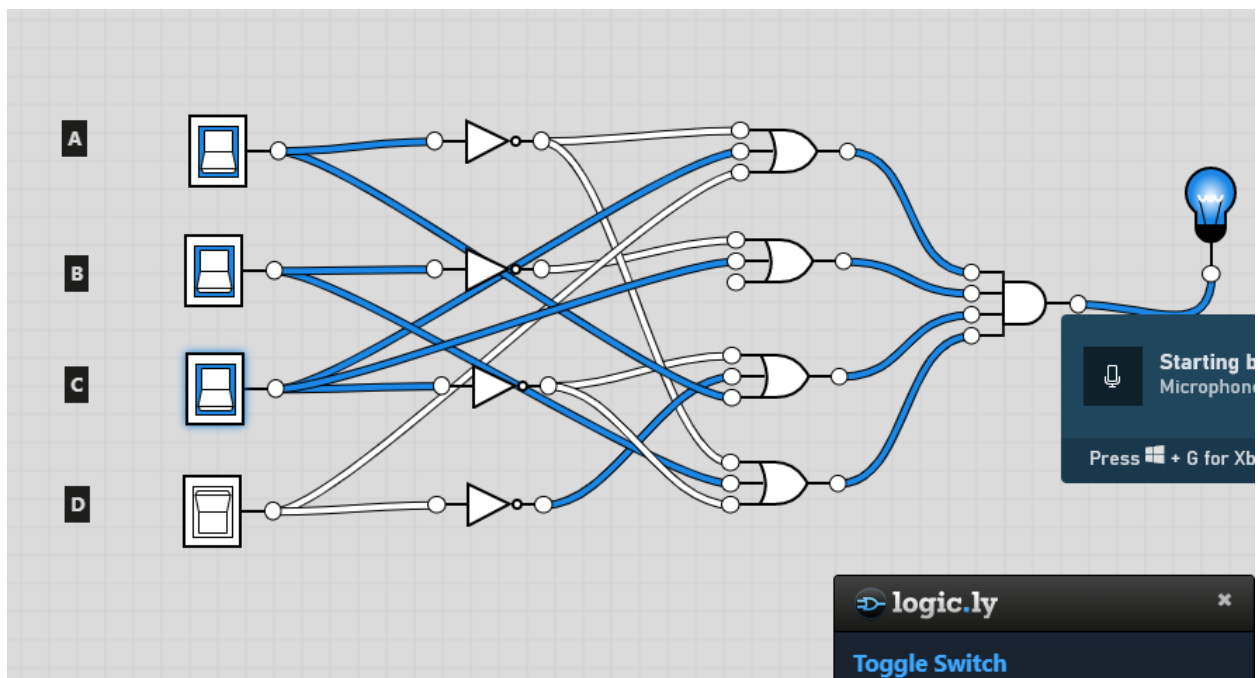 A
B
C
D
Starting b
Microphone
Press + G for Xb
logic.ly
Toggle Switch